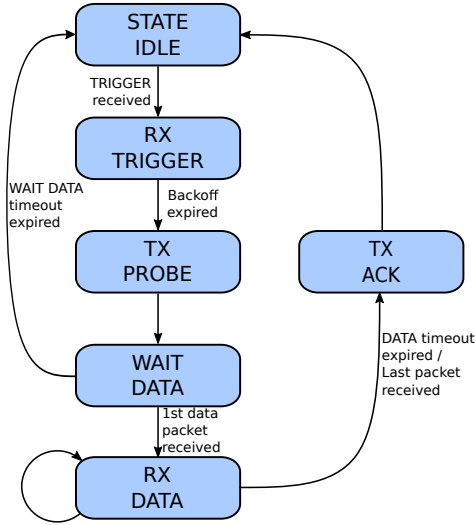 STATE
IDLE
TRIGGER
received
RX
TRIGGER
WAIT DATA
timeout
expired
Backoff
expired
TX
PROBE
TX
ACK
WAIT
DATA
DATA timeout
expired /
Last packet
received
1st data
packet
received
RX
DATA